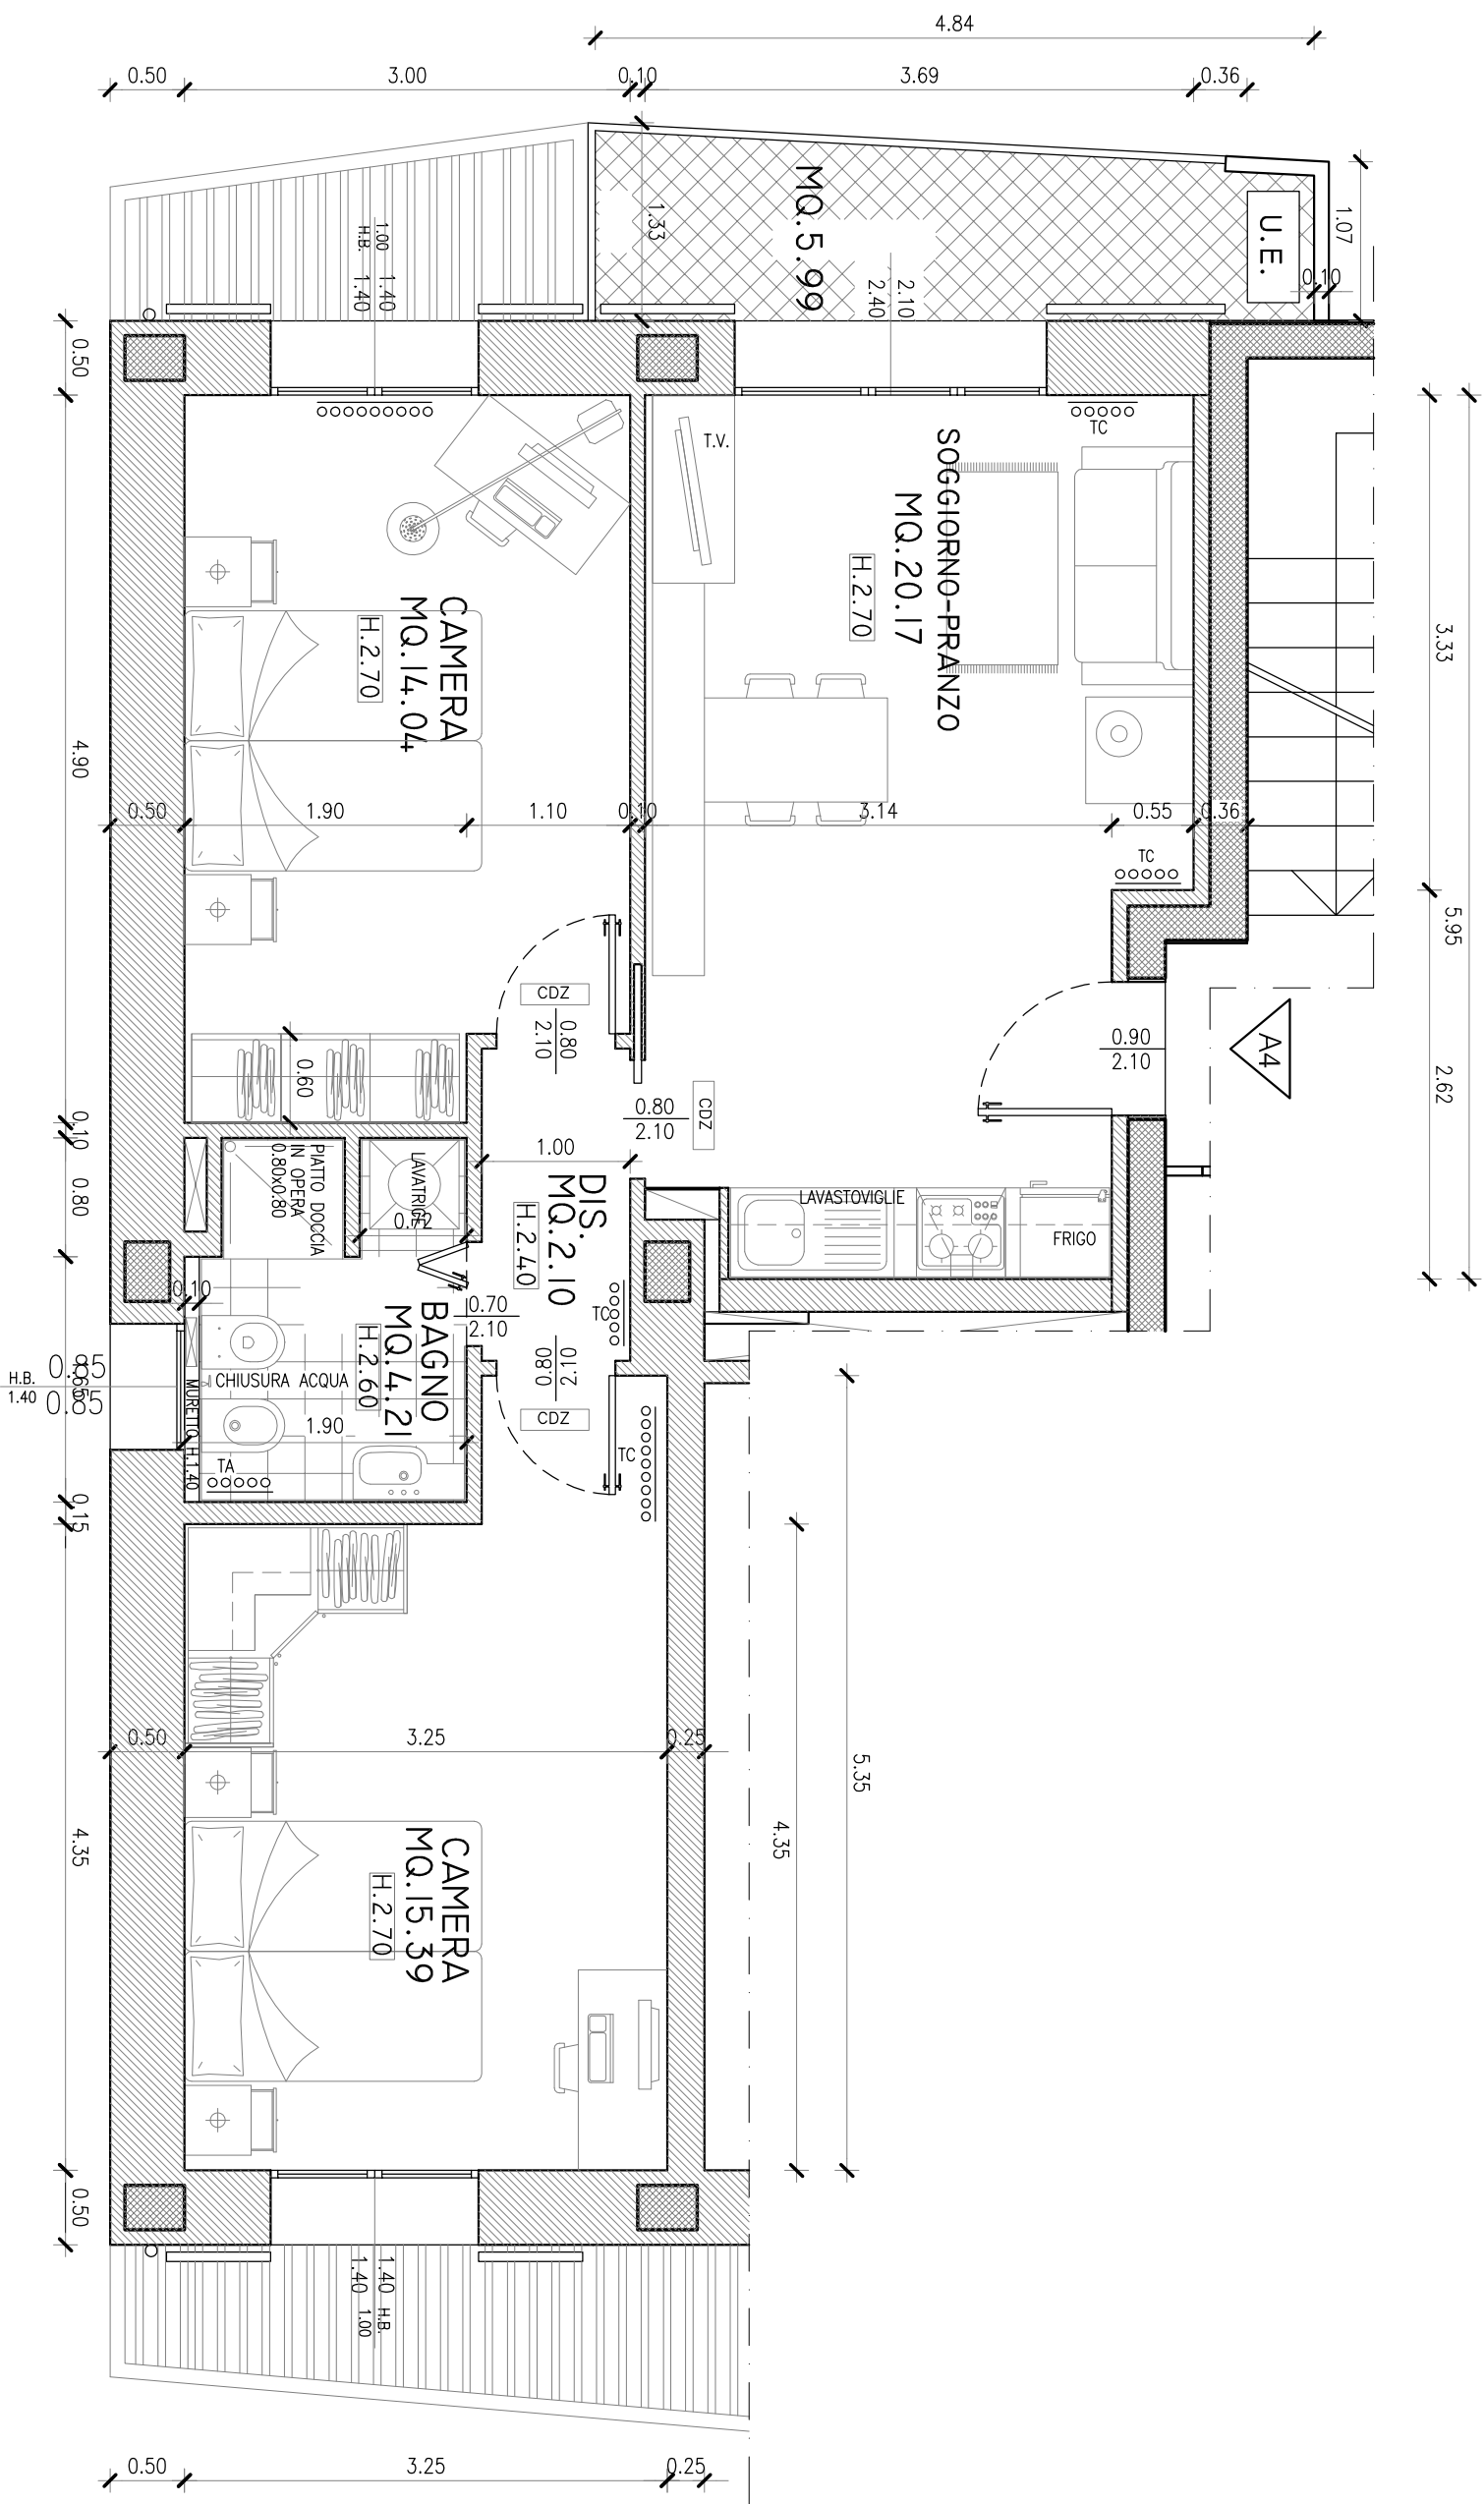 4.84
0.50
3.00
0.10
3.69
0.36
1.07
MQ.5.99
1.33
U.E.
0.10
1.00
H.B.
1.40
1.40
2.10
2.40
0.50
T.V.
TC
SOGGIORNO-PRANZO
MQ.20.17
H.2.70
CAMERA
MQ.14.04
H.2.70
3.33
5.95
2.62
4.90
0.50
1.90
1.10
0.10
3.14
0.55
0.36
TC
CDZ
0.80
2.10
0.90
2.10
A4
0.60
0.80
2.10
CDZ
1.00
0.10
0.80
PIATTO DOCCIA
IN OPERA
0.80x0.80
LAVATRICE
DIS.
MQ.2.10
H.2.40
LAVASTOVIGLIE
FRIGO
0.10
TC
0.70
2.10
BAGNO
MQ.4.21
H.2.60
2.10
0.80
CDZ
H.B.
1.40
CHIUSURA ACQUA
MURETTO H.1.40
1.90
TA
TC
0.15
0.50
3.25
0.25
5.35
4.35
4.35
CAMERA
MQ.15.39
H.2.70
0.50
1.40
H.B.
1.40
1.00
0.50
3.25
0.25